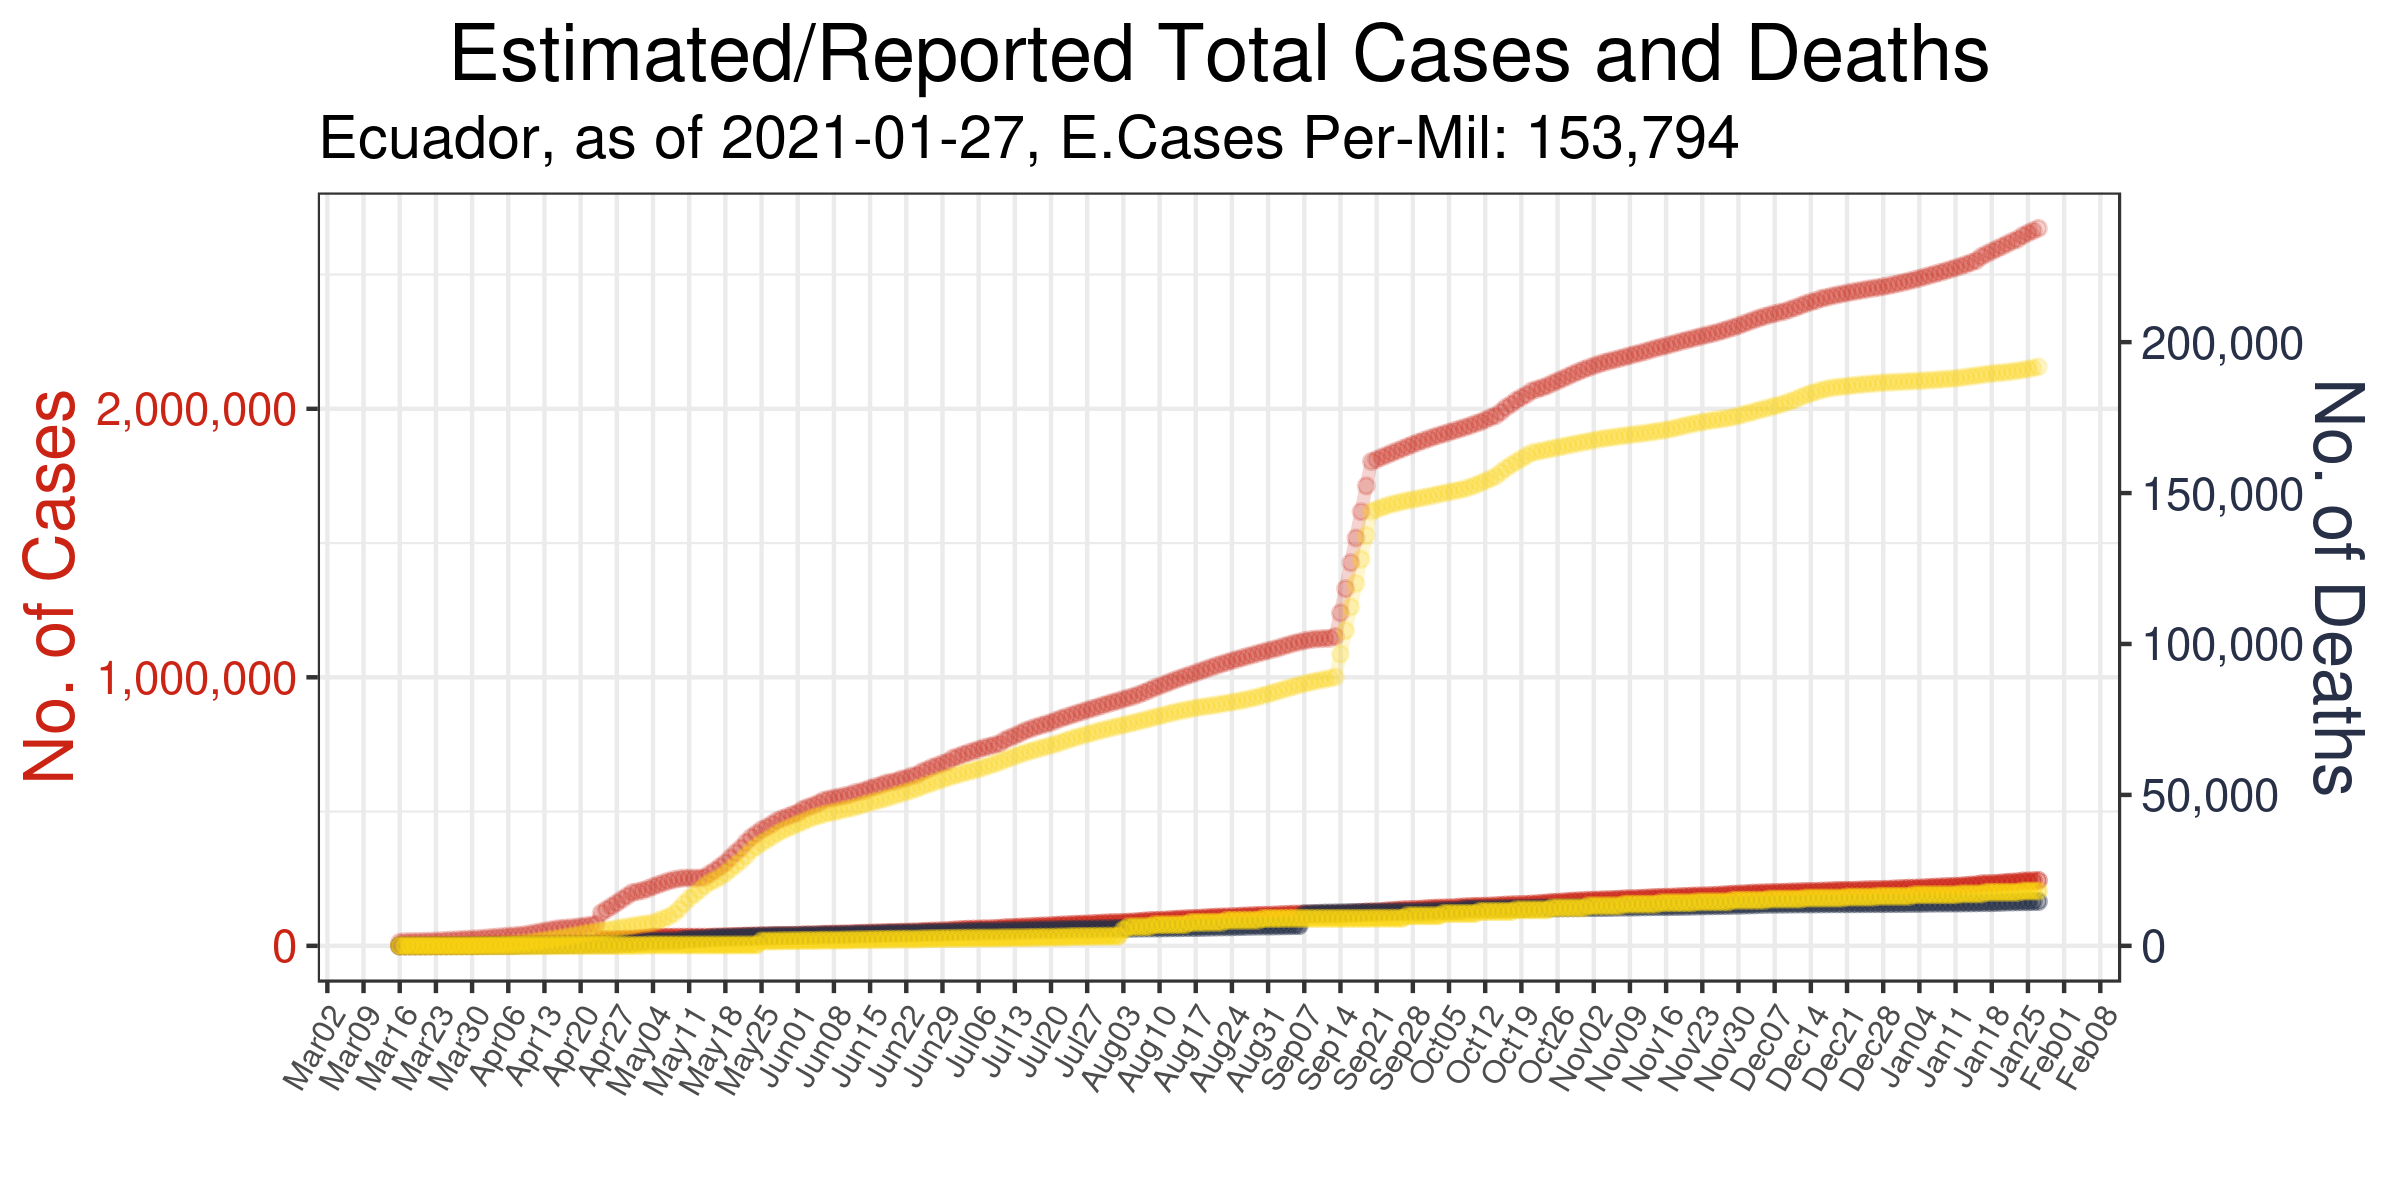 Estimated/Reported Total Cases and Deaths
Ecuador, as of 2021-01-27, E.Cases Per-Mil: 153,794
No. of Cases
2,000,000
1,000,000
0
200,000
150,000
100,000
50,000
0
No. of Deaths
Mar02
Mar09
Mar16
Mar23
Mar30
Apr06
Apr13
Apr20
Apr27
May04
May11
May18
May25
Jun01
Jun08
Jun15
Jun22
Jun29
Jul06
Jul13
Jul20
Jul27
Aug03
Aug10
Aug17
Aug24
Aug31
Sep07
Sep14
Sep21
Sep28
Oct05
Oct12
Oct19
Oct26
Nov02
Nov09
Nov16
Nov23
Nov30
Dec07
Dec14
Dec21
Dec28
Jan04
Jan11
Jan18
Jan25
Feb01
Feb08